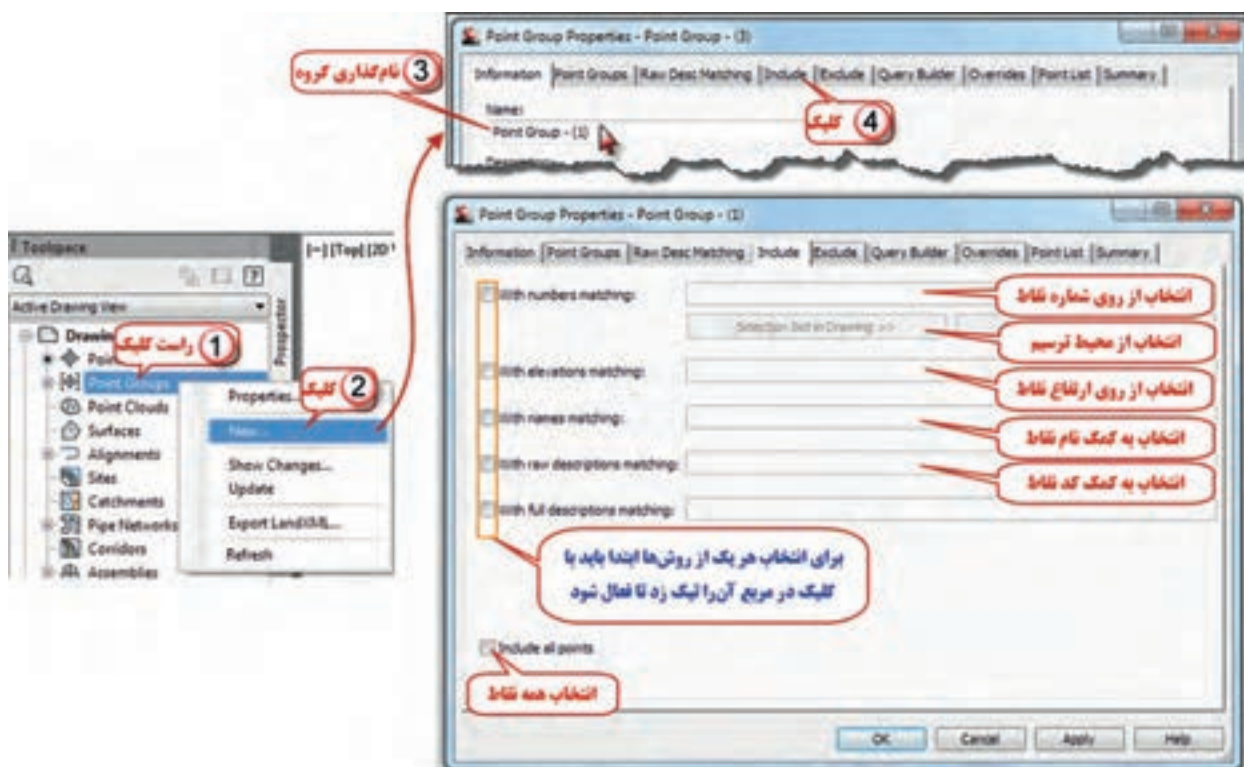 Point Group Properties - Point Group - (3)
Information Point Groups Raw Desc Matching Include Exclude Query Builder Overrides Point List Summary
Name:
Point Group - (1)
3 نام‌گذاری گروه
4 کلیک
Toolspace
Active Drawing View
Prospector
[−] [Top] [2D
Point Groups
Point Clouds
Surfaces
Alignments
Sites
Catchments
Pipe Networks
Corridors
Assemblies
1 راست کلیک
2 کلیک
Properties...
New...
Show Changes...
Update
Export LandXML...
Refresh
Point Group Properties - Point Group - (1)
Information Point Groups Raw Desc Matching Include Exclude Query Builder Overrides Point List Summary
With numbers matching:
انتخاب از روی شماره نقاط
Selection Set in Drawing >>
انتخاب از محیط ترسیم
With elevations matching:
انتخاب از روی ارتفاع نقاط
With names matching:
انتخاب به کمک نام نقاط
With raw descriptions matching:
انتخاب به کمک کد نقاط
With full descriptions matching:
برای انتخاب هر یک از روش‌ها ابتدا باید با
کلیک در مربع آن‌را تیک زد تا فعال شود
Include all points
انتخاب همه نقاط
OK Cancel Apply Help